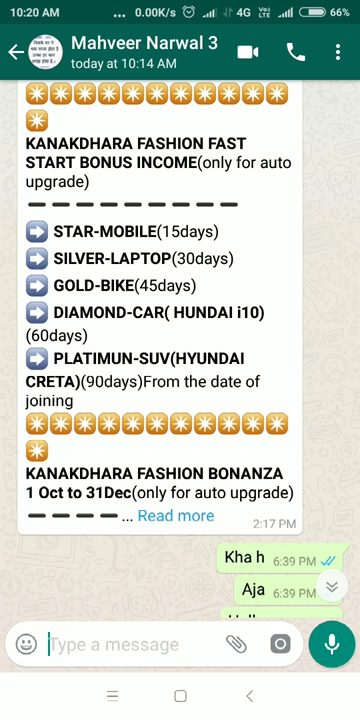 10:20 AM ... 0.00K/s 4G Vo)) LTE 66%
Mahveer Narwal 3
today at 10:14 AM
KANAKDHARA FASHION FAST
START BONUS INCOME(only for auto
upgrade)
➡ STAR-MOBILE(15days)
➡ SILVER-LAPTOP(30days)
➡ GOLD-BIKE(45days)
➡ DIAMOND-CAR( HUNDAI i10)
(60days)
➡ PLATIMUN-SUV(HYUNDAI
CRETA)(90days)From the date of
joining
KANAKDHARA FASHION BONANZA
1 Oct to 31Dec(only for auto upgrade)
... Read more
2:17 PM
Kha h 6:39 PM
Aja 6:39 PM
Type a message